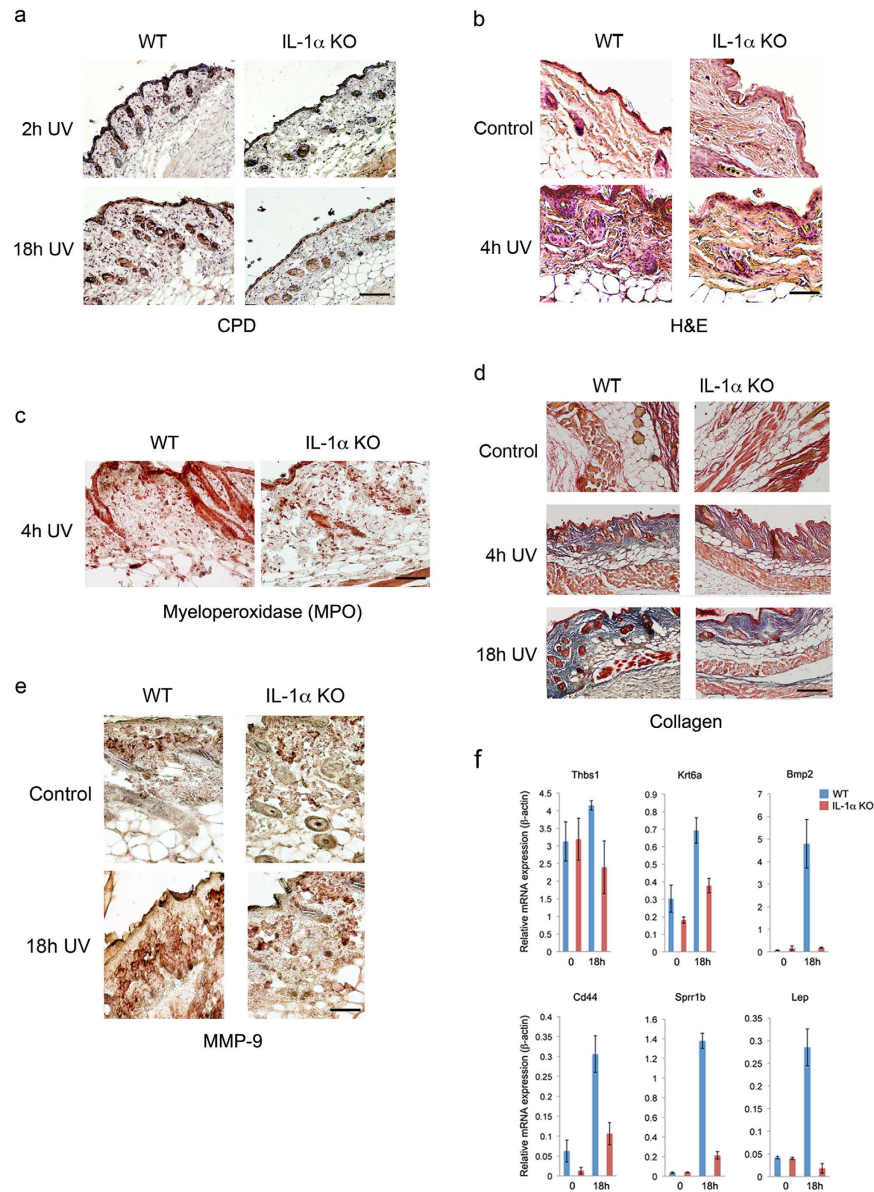 a
WT
IL-1α KO
2h UV
18h UV
CPD
b
WT
IL-1α KO
Control
4h UV
H&E
c
WT
IL-1α KO
4h UV
Myeloperoxidase (MPO)
d
WT
IL-1α KO
Control
4h UV
18h UV
Collagen
e
WT
IL-1α KO
Control
18h UV
MMP-9
f
Thbs1
Relative mRNA expression (β-actin)
4.5
4
3.5
3
2.5
2
1.5
1
0.5
0
0
18h
Krt6a
0.9
0.8
0.7
0.6
0.5
0.4
0.3
0.2
0.1
0
0
18h
Bmp2
7
6
5
4
3
2
1
0
0
18h
WT
IL-1α KO
Cd44
Relative mRNA expression (β-actin)
0.4
0.35
0.3
0.25
0.2
0.15
0.1
0.05
0
0
18h
Sprr1b
1.6
1.4
1.2
1
0.8
0.6
0.4
0.2
0
0
18h
Lep
0.35
0.3
0.25
0.2
0.15
0.1
0.05
0
0
18h